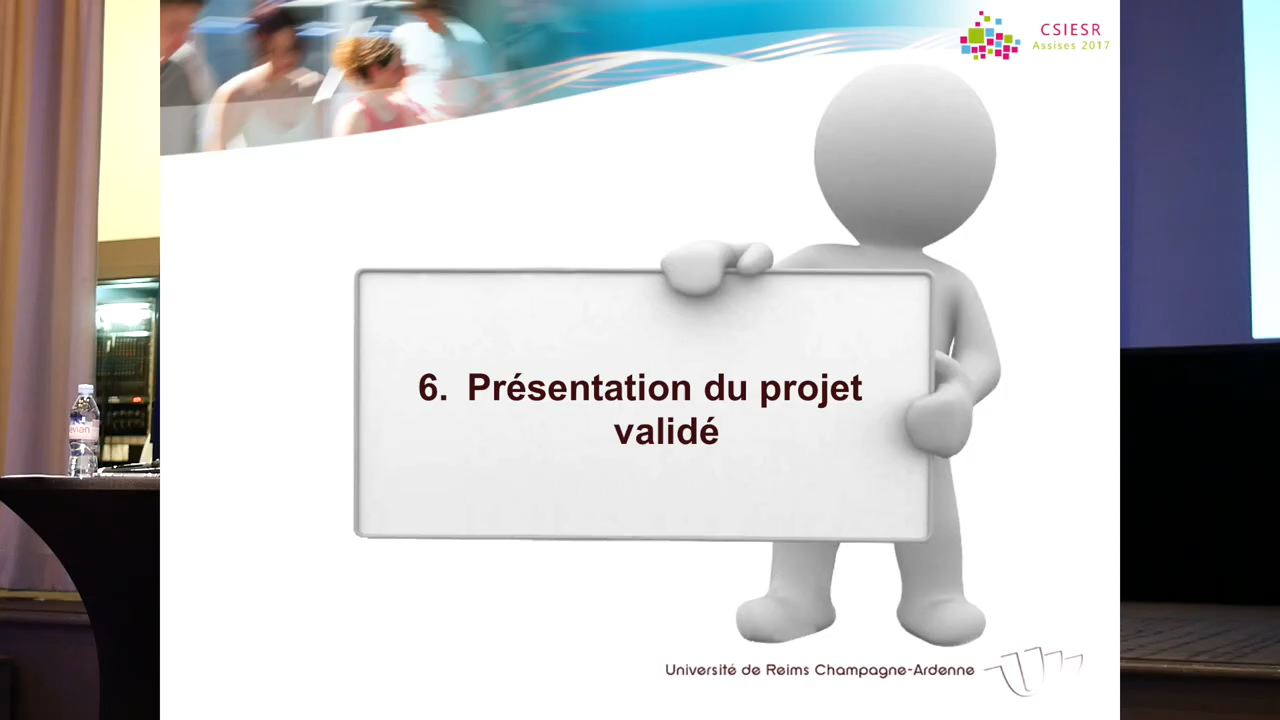 CSIESR
Assises 2017
6. Présentation du projet
validé
evian
Université de Reims Champagne-Ardenne